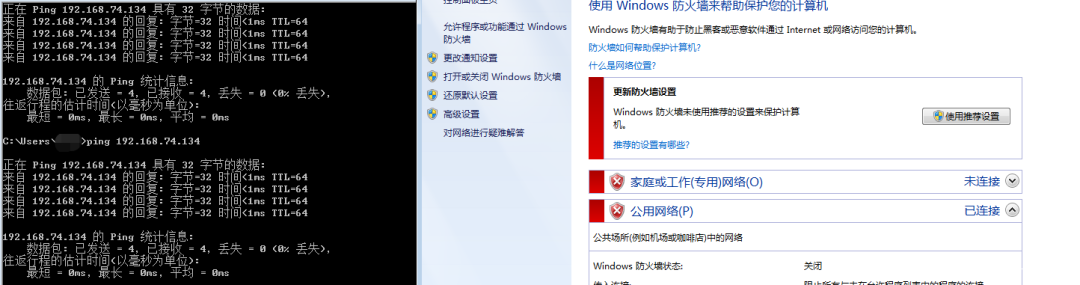 正在 Ping 192.168.74.134 具有 32 字节的数据:
来自 192.168.74.134 的回复: 字节=32 时间<1ms TTL=64
来自 192.168.74.134 的回复: 字节=32 时间<1ms TTL=64
来自 192.168.74.134 的回复: 字节=32 时间<1ms TTL=64
来自 192.168.74.134 的回复: 字节=32 时间<1ms TTL=64
192.168.74.134 的 Ping 统计信息:
数据包: 已发送 = 4, 已接收 = 4, 丢失 = 0 (0% 丢失),
往返行程的估计时间(以毫秒为单位):
最短 = 0ms, 最长 = 0ms, 平均 = 0ms
C:\Users\ >ping 192.168.74.134
正在 Ping 192.168.74.134 具有 32 字节的数据:
来自 192.168.74.134 的回复: 字节=32 时间<1ms TTL=64
来自 192.168.74.134 的回复: 字节=32 时间<1ms TTL=64
来自 192.168.74.134 的回复: 字节=32 时间<1ms TTL=64
来自 192.168.74.134 的回复: 字节=32 时间<1ms TTL=64
192.168.74.134 的 Ping 统计信息:
数据包: 已发送 = 4, 已接收 = 4, 丢失 = 0 (0% 丢失),
往返行程的估计时间(以毫秒为单位):
最短 = 0ms, 最长 = 0ms, 平均 = 0ms
控制面板主页
允许程序或功能通过 Windows
防火墙
更改通知设置
打开或关闭 Windows 防火墙
还原默认设置
高级设置
对网络进行疑难解答
使用 Windows 防火墙来帮助保护您的计算机
Windows 防火墙有助于防止黑客或恶意软件通过 Internet 或网络访问您的计算机。
防火墙如何帮助保护计算机?
什么是网络位置?
更新防火墙设置
Windows 防火墙未使用推荐的设置来保护计算
机。
使用推荐设置
推荐的设置有哪些?
家庭或工作(专用)网络(O) 未连接
公用网络(P) 已连接
公共场所(例如机场或咖啡店)中的网络
Windows 防火墙状态: 关闭
传入连接: 阻止所有与未在允许程序列表中的程序的连接